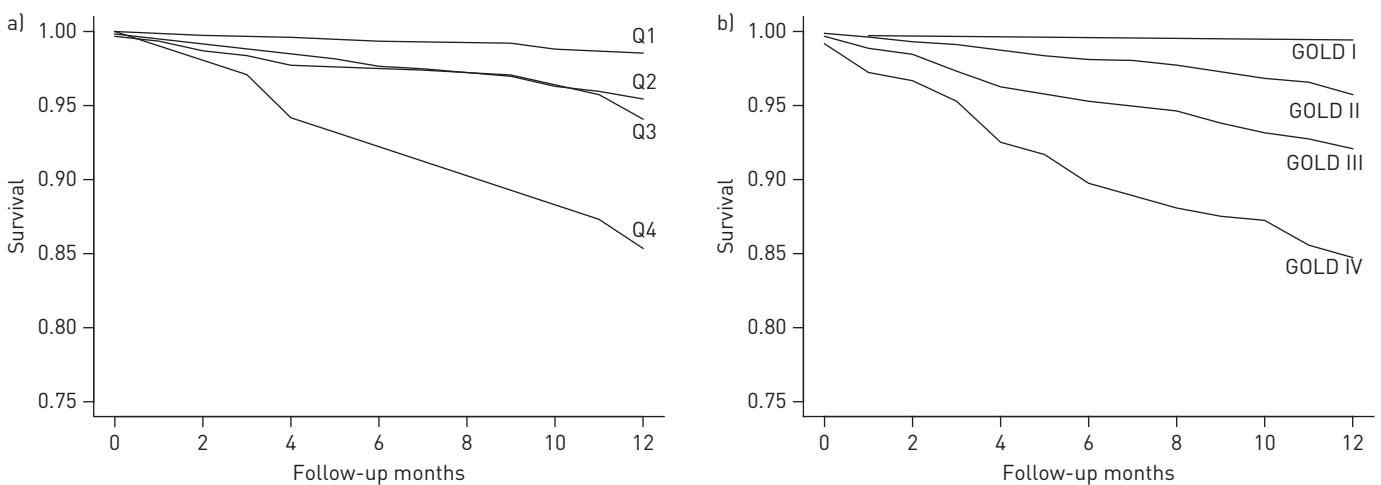 a)
1.00
0.95
0.90
0.85
0.80
0.75
Survival
Q1
Q2
Q3
Q4
0 2 4 6 8 10 12
Follow-up months
b)
1.00
0.95
0.90
0.85
0.80
0.75
Survival
GOLD I
GOLD II
GOLD III
GOLD IV
0 2 4 6 8 10 12
Follow-up months